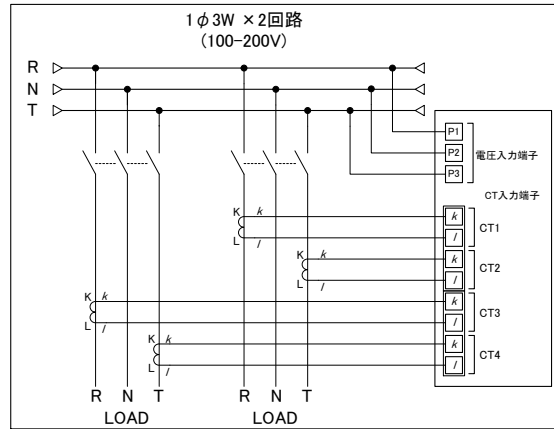 1φ3W ×2回路
(100-200V)
R
N
T
P1
P2
P3
電圧入力端子
CT入力端子
K k
L l
k
l
CT1
K k
L l
k
l
CT2
K k
L l
k
l
CT3
K k
L l
k
l
CT4
R N T R N T
LOAD LOAD